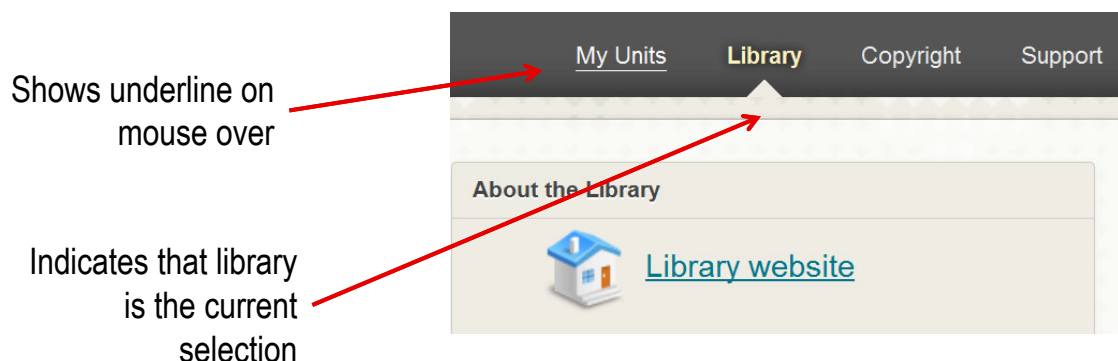 My Units Library Copyright Support
Shows underline on
mouse over
About the Library
Library website
Indicates that library
is the current
selection